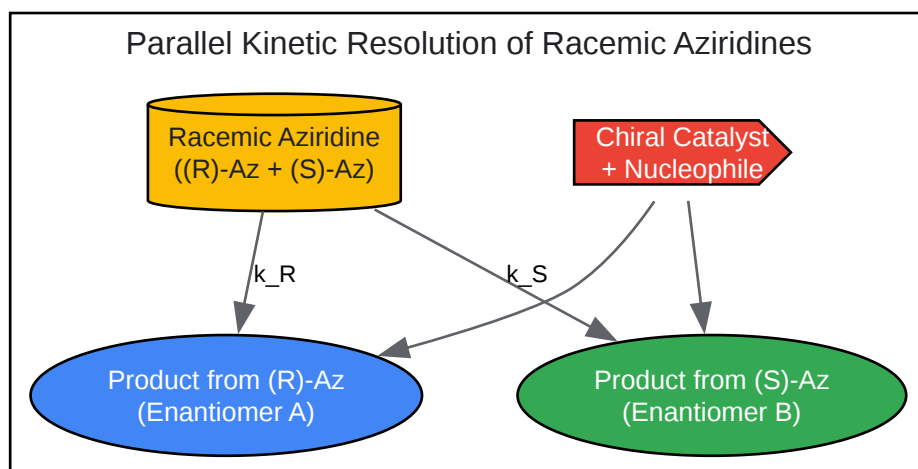 Parallel Kinetic Resolution of Racemic Aziridines
Racemic Aziridine
((R)-Az + (S)-Az)
Chiral Catalyst
+ Nucleophile
k_R
k_S
Product from (R)-Az
(Enantiomer A)
Product from (S)-Az
(Enantiomer B)